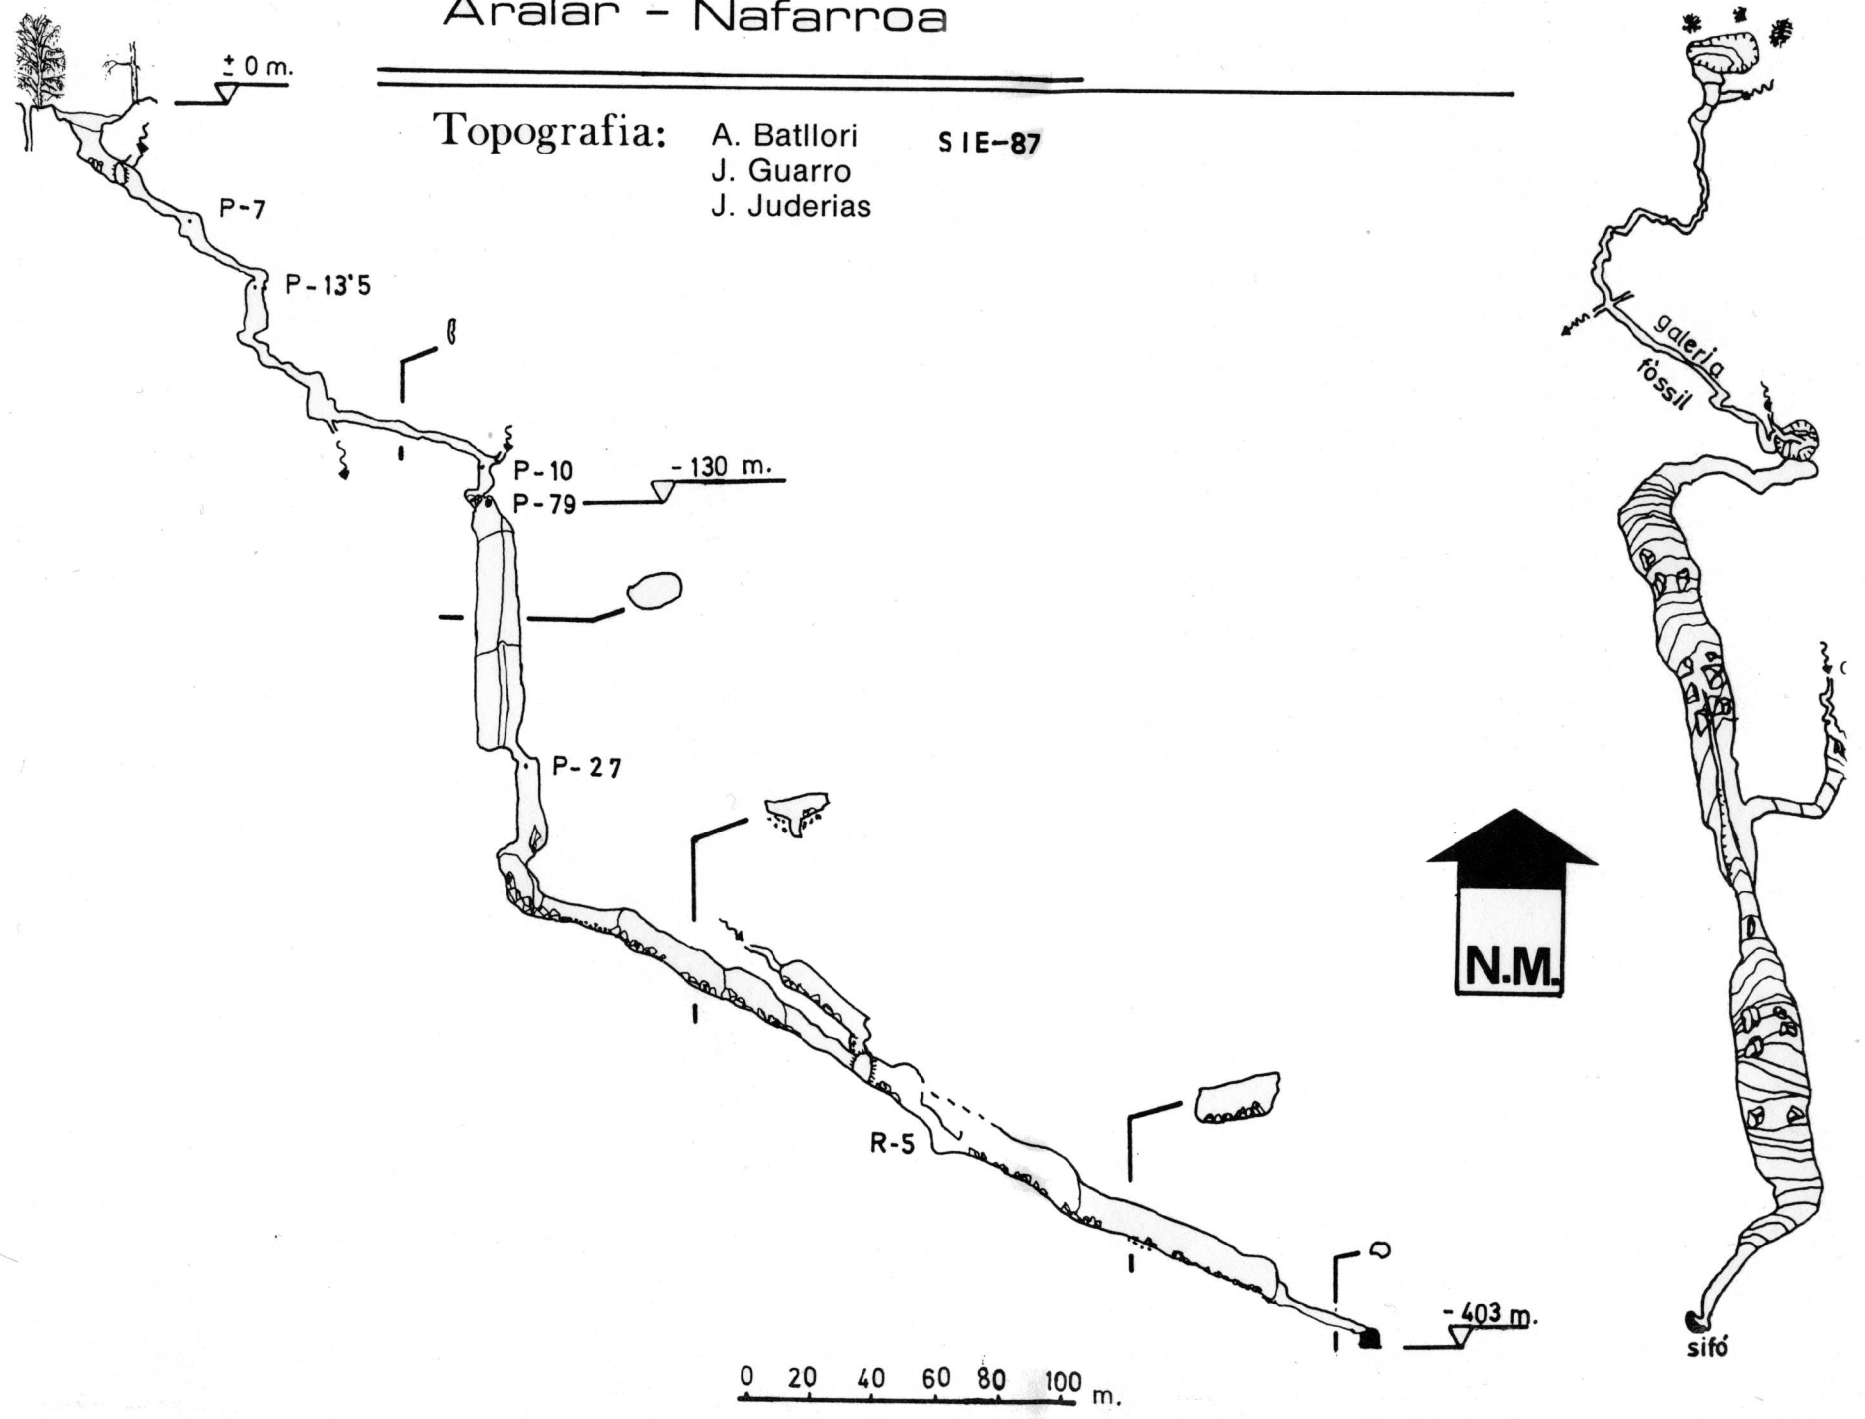 Aralar - Nafarroa
± 0 m.
Topografia: A. Batllori SIE-87
J. Guarro
J. Juderias
P-7
P-13'5
galeria
fòssil
P-10
-130 m.
P-79
P-27
N.M.
R-5
-403 m.
sifó
0 20 40 60 80 100 m.